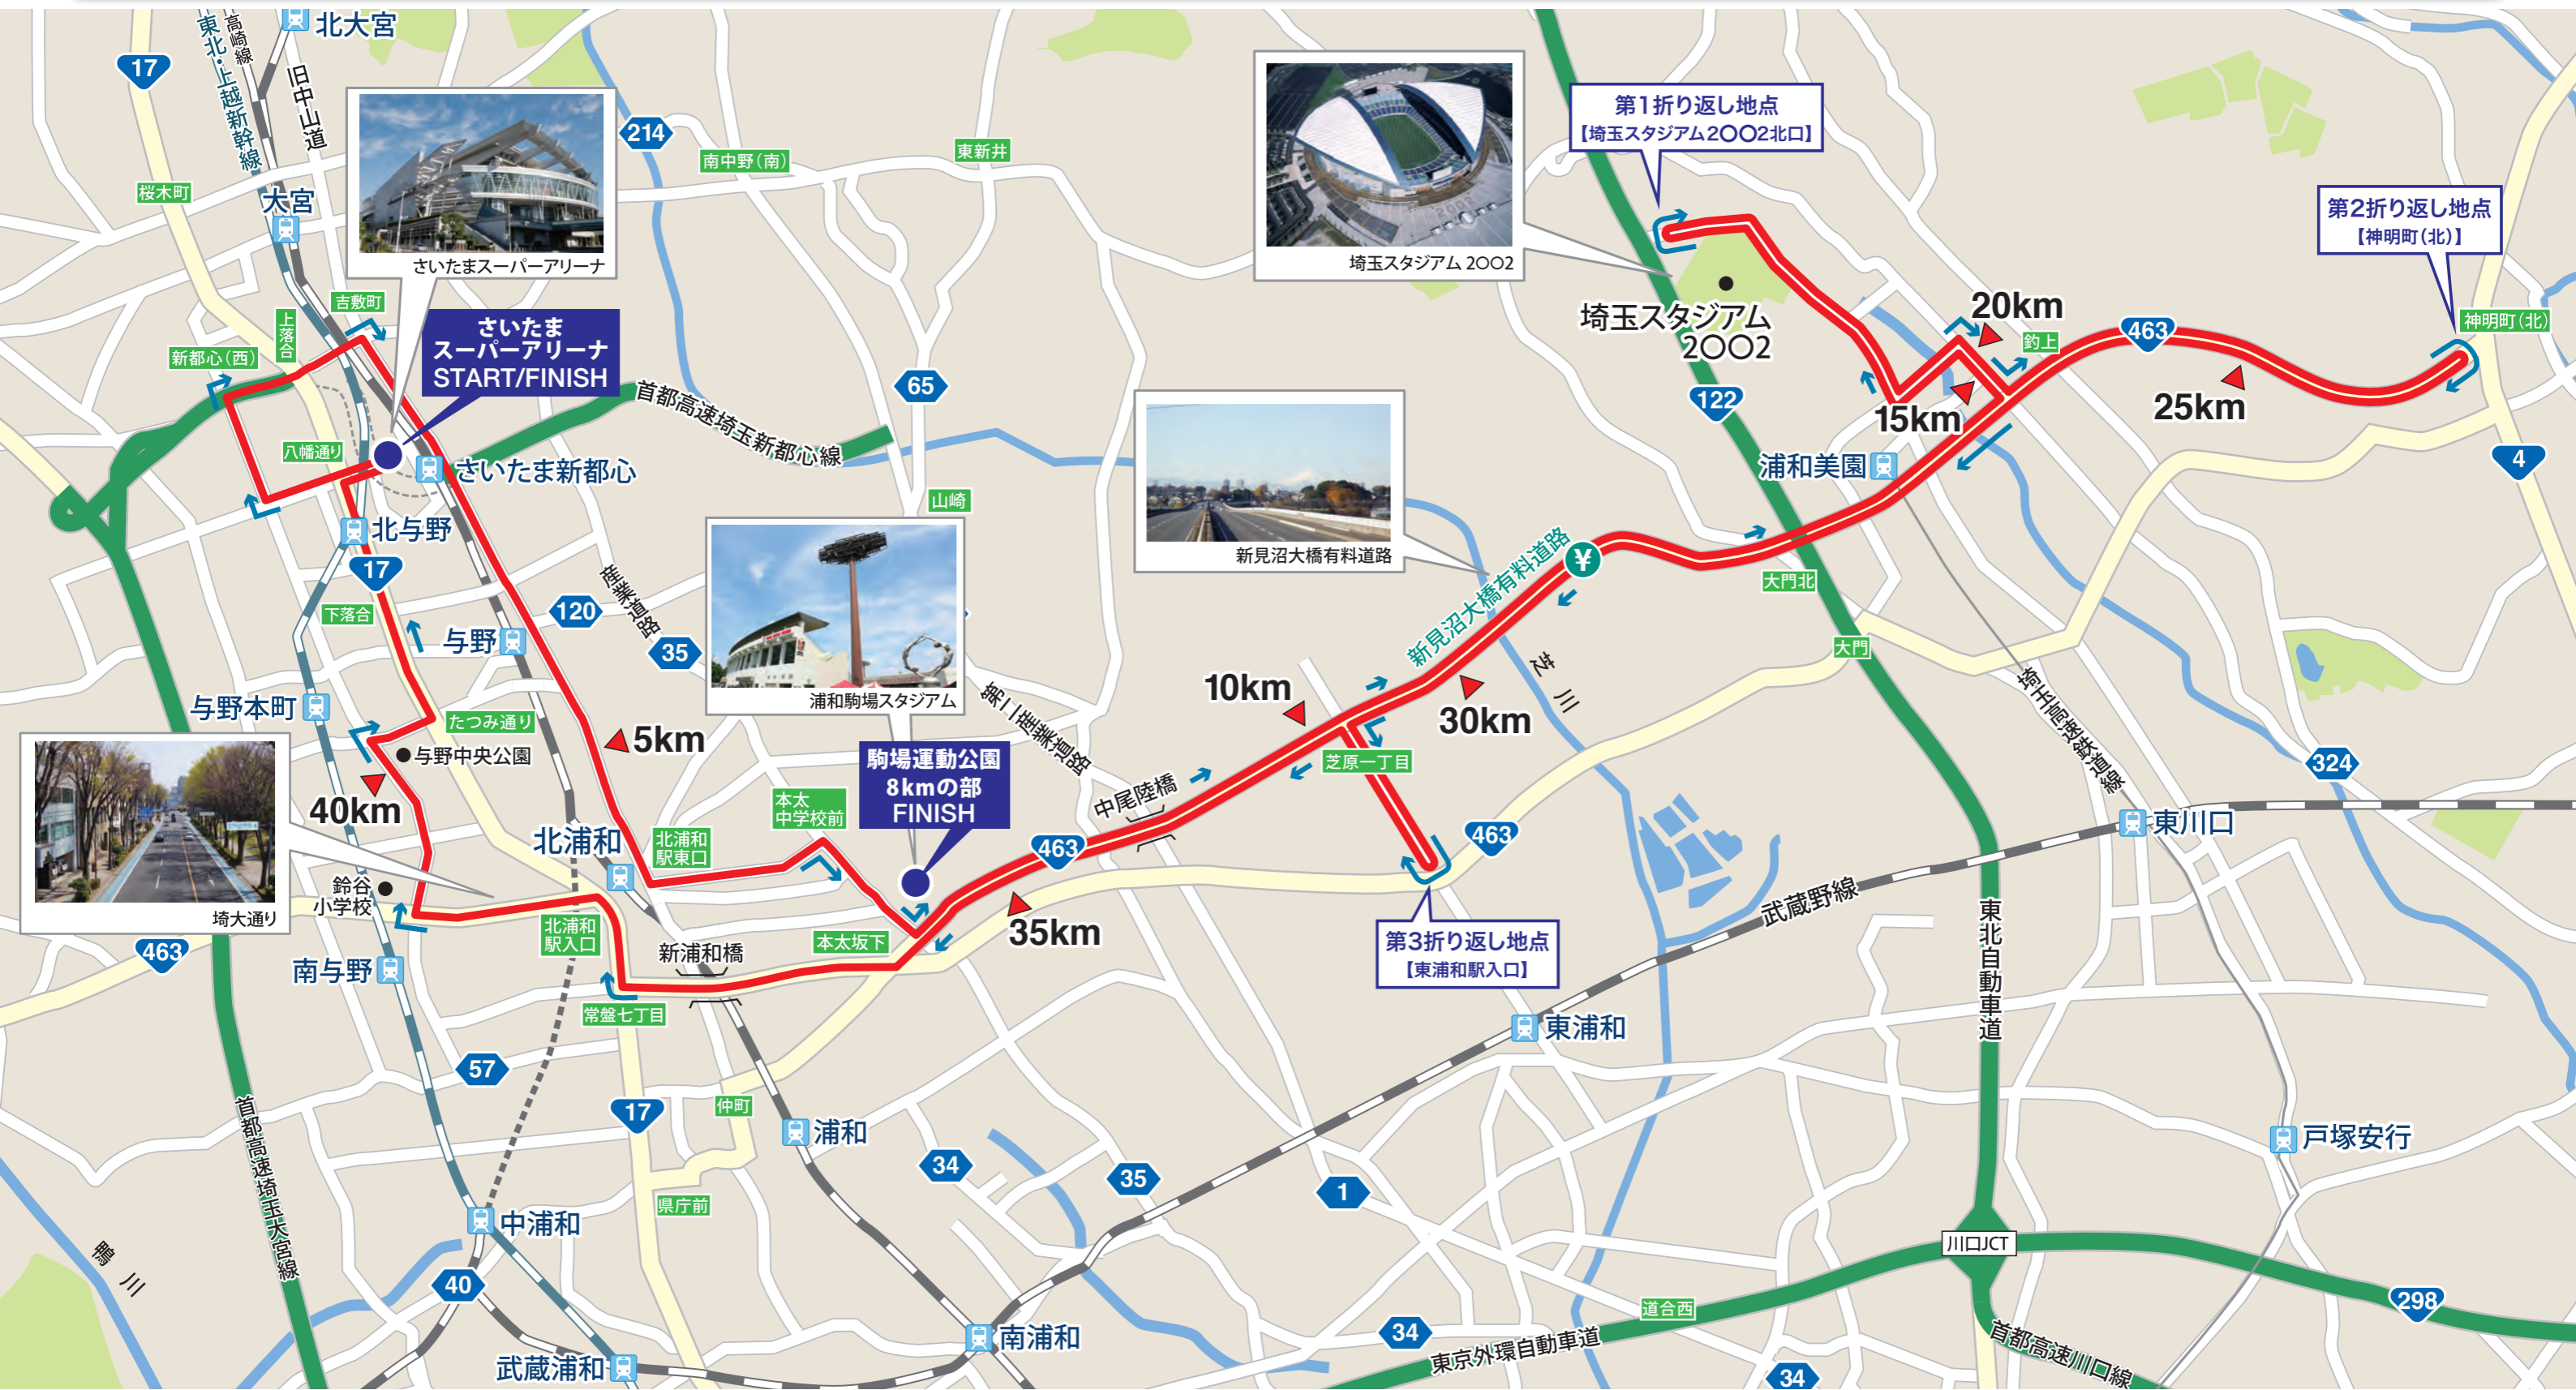 北大宮
17
高崎線
東北・上越新幹線
旧中山道
214
南中野(南)
東新井
第1折り返し地点
【埼玉スタジアム2〇〇2北口】
桜木町
大宮
さいたまスーパーアリーナ
埼玉スタジアム 2〇〇2
第2折り返し地点
【神明町(北)】
吉敷町
上落合
新都心(西)
さいたま
スーパーアリーナ
START/FINISH
埼玉スタジアム
2〇〇2
20km
釣上
463
神明町(北)
65
首都高速埼玉新都心線
122
15km
25km
八幡通り
さいたま新都心
浦和美園
4
山崎
北与野
新見沼大橋有料道路
新見沼大橋有料道路
¥
17
産業道路
大門北
下落合
120
与野
35
大門
芝川
埼玉高速鉄道線
与野本町
浦和駒場スタジアム
第二産業道路
10km
30km
たつみ通り
5km
与野中央公園
駒場運動公園
8kmの部
FINISH
芝原一丁目
324
40km
本太
中学校前
中尾陸橋
北浦和
北浦和
駅東口
463
463
東川口
鈴谷
小学校
埼大通り
武蔵野線
463
北浦和
駅入口
本太坂下
35km
第3折り返し地点
【東浦和駅入口】
東北自動車道
南与野
新浦和橋
常盤七丁目
東浦和
57
17
仲町
浦和
戸塚安行
首都高速埼玉大宮線
34
35
1
県庁前
中浦和
川口JCT
鴨川
40
298
道合西
南浦和
34
東京外環自動車道
首都高速川口線
武蔵浦和
34